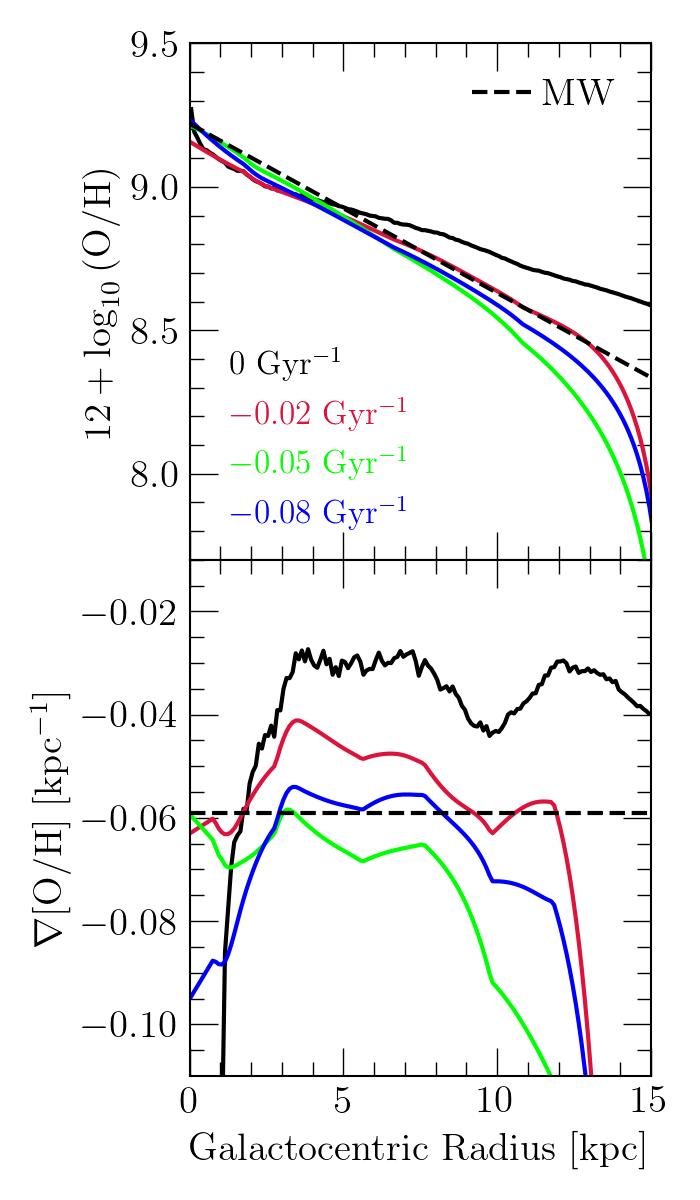 9.5
MW
9.0
12 + log₁₀(O/H)
8.5
0 Gyr⁻¹
−0.02 Gyr⁻¹
−0.05 Gyr⁻¹
−0.08 Gyr⁻¹
8.0
−0.02
−0.04
∇[O/H] [kpc⁻¹]
−0.06
−0.08
−0.10
0 5 10 15
Galactocentric Radius [kpc]